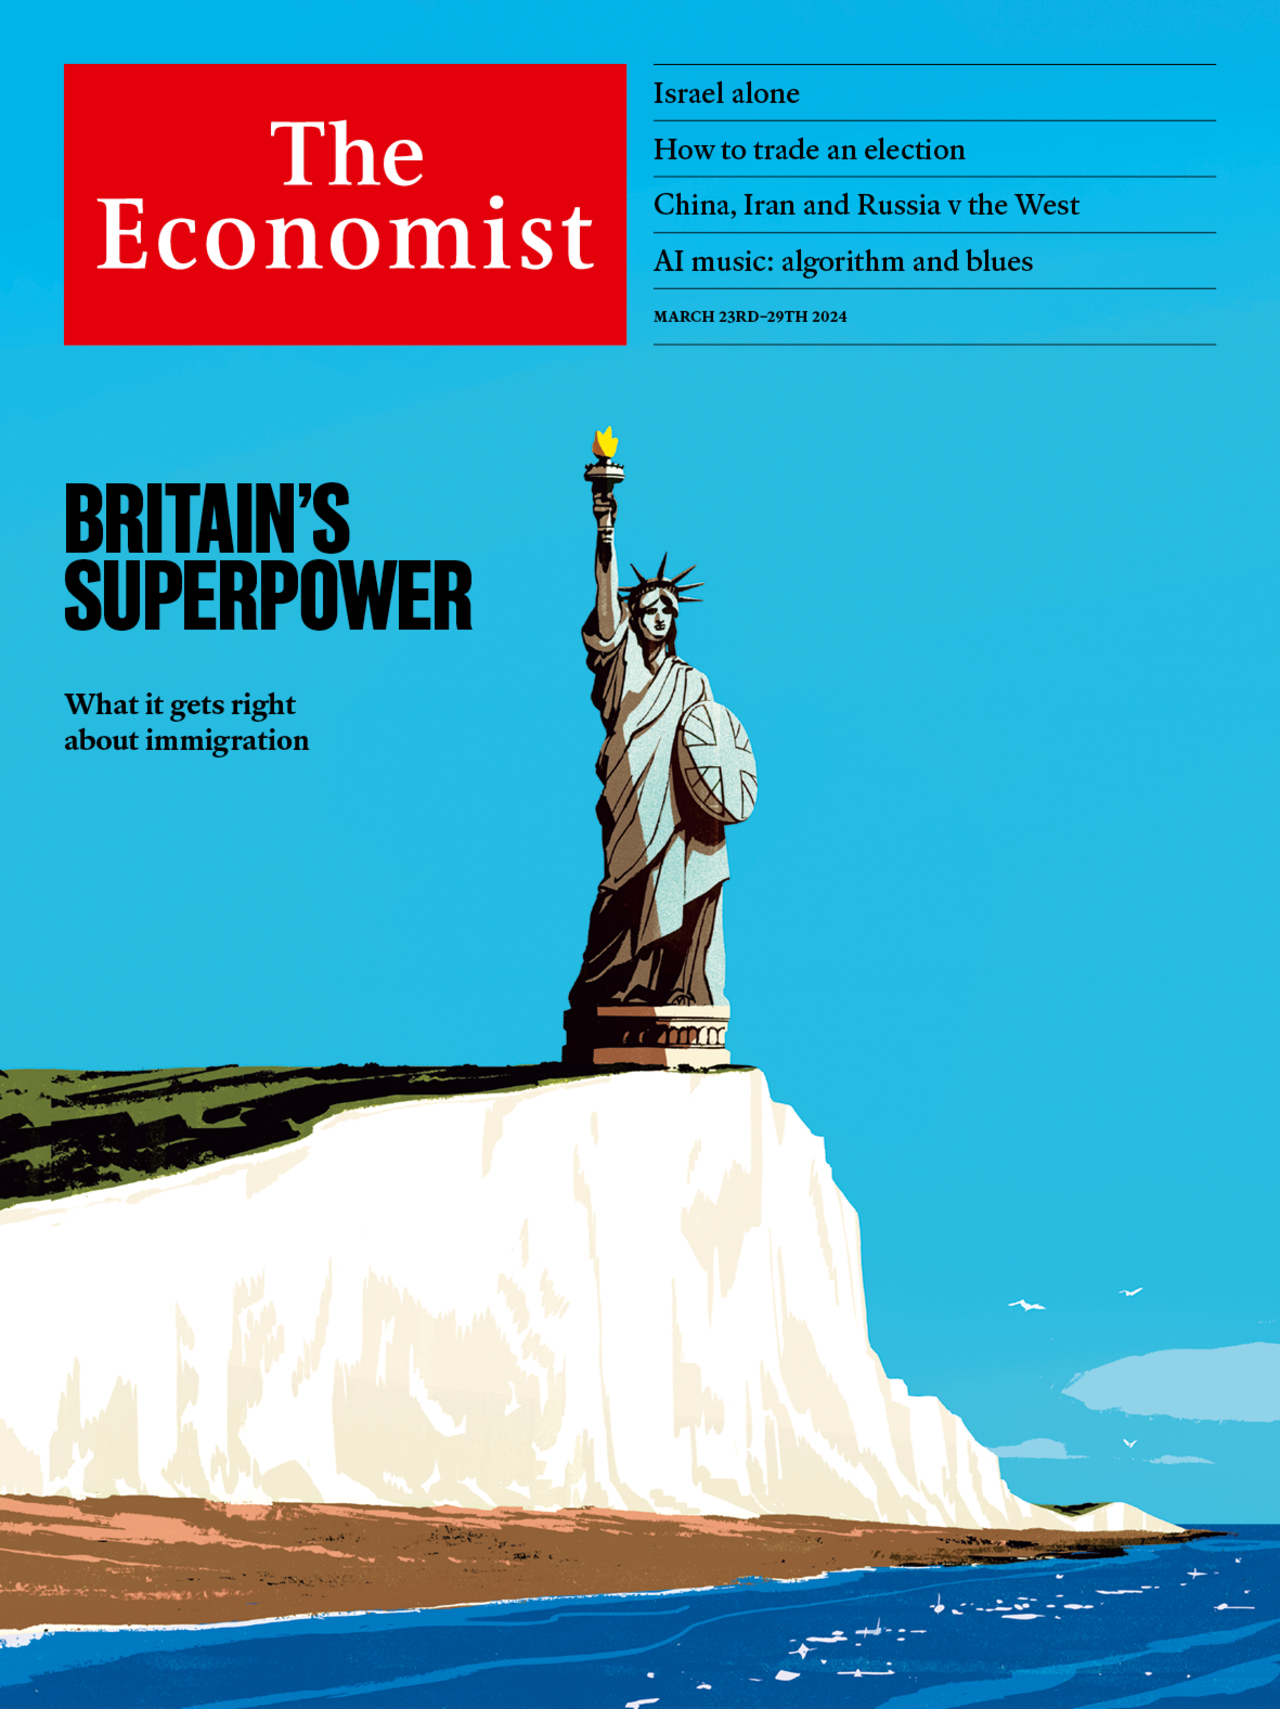 The
Economist
Israel alone
How to trade an election
China, Iran and Russia v the West
AI music: algorithm and blues
MARCH 23RD–29TH 2024
BRITAIN’S
SUPERPOWER
What it gets right
about immigration